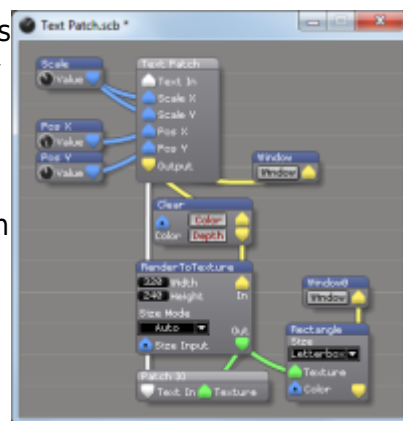 s
Text Patch.scb *
Scale
Value
Text Patch
Text In
Scale X
Scale Y
Pos X
Value
Pos X
Pos Y
Pos Y
Value
Output
Window
Window
Clear
Color
Color
Depth
n
RenderToTexture
320 Width
240 Height
In
Size Mode
Auto
Out
Size Input
Window0
Window
Rectangle
Size
Letterbox
Texture
Color
Patch IO
Text In
Texture